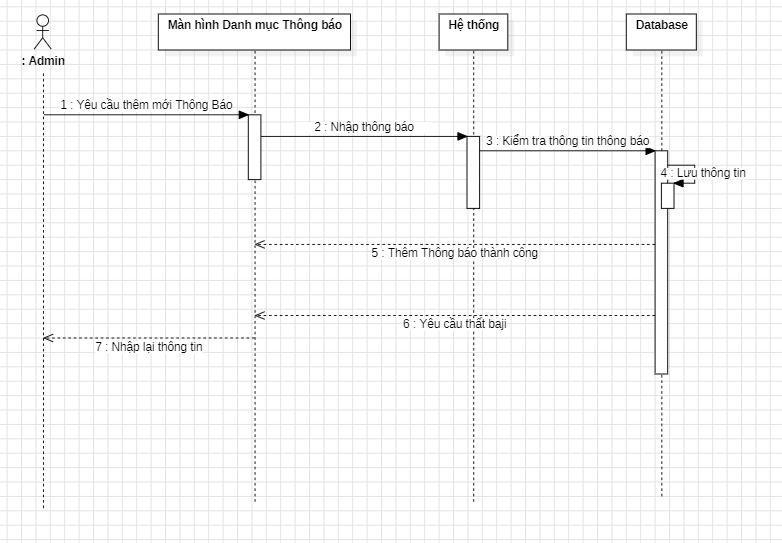 Màn hình Danh mục Thông báo
Hệ thống
Database
: Admin
1 : Yêu cầu thêm mới Thông Báo
2 : Nhập thông báo
3 : Kiểm tra thông tin thông báo
4 : Lưu thông tin
5 : Thêm Thông báo thành công
6 : Yêu cầu thất baji
7 : Nhập lại thông tin